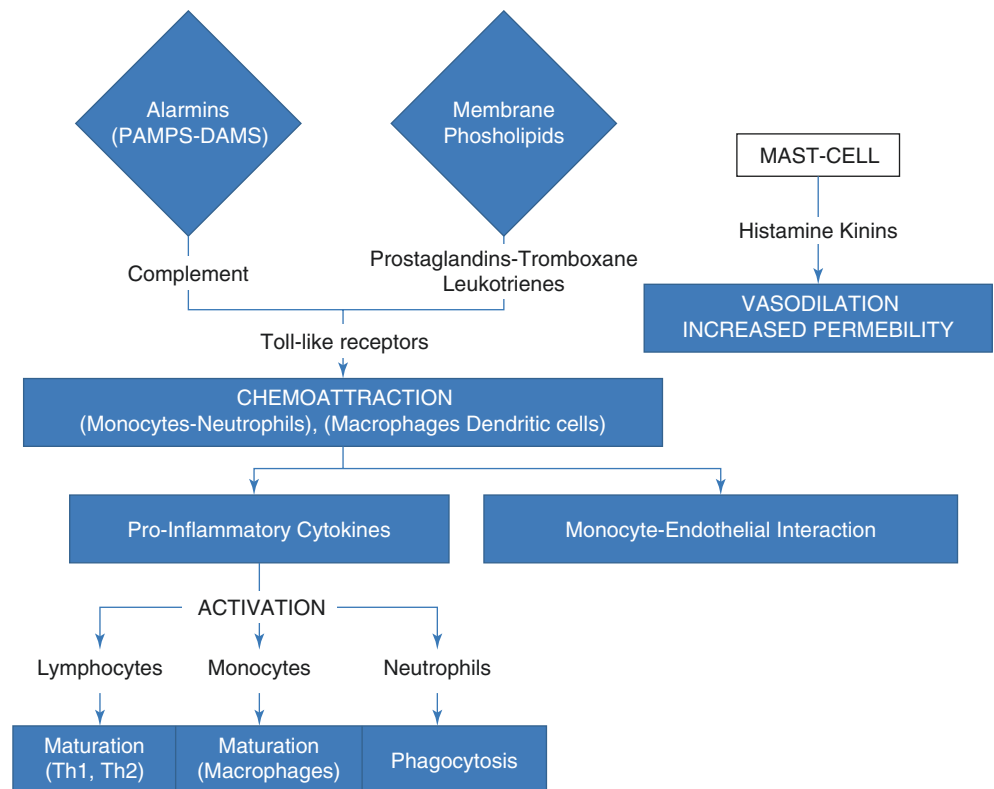 Alarmins
(PAMPS-DAMS)
Membrane
Phosholipids
MAST-CELL
Histamine Kinins
VASODILATION
INCREASED PERMEBILITY
Complement
Prostaglandins-Tromboxane
Leukotrienes
Toll-like receptors
CHEMOATTRACTION
(Monocytes-Neutrophils), (Macrophages Dendritic cells)
Pro-Inflammatory Cytokines
Monocyte-Endothelial Interaction
ACTIVATION
Lymphocytes
Monocytes
Neutrophils
Maturation
(Th1, Th2)
Maturation
(Macrophages)
Phagocytosis